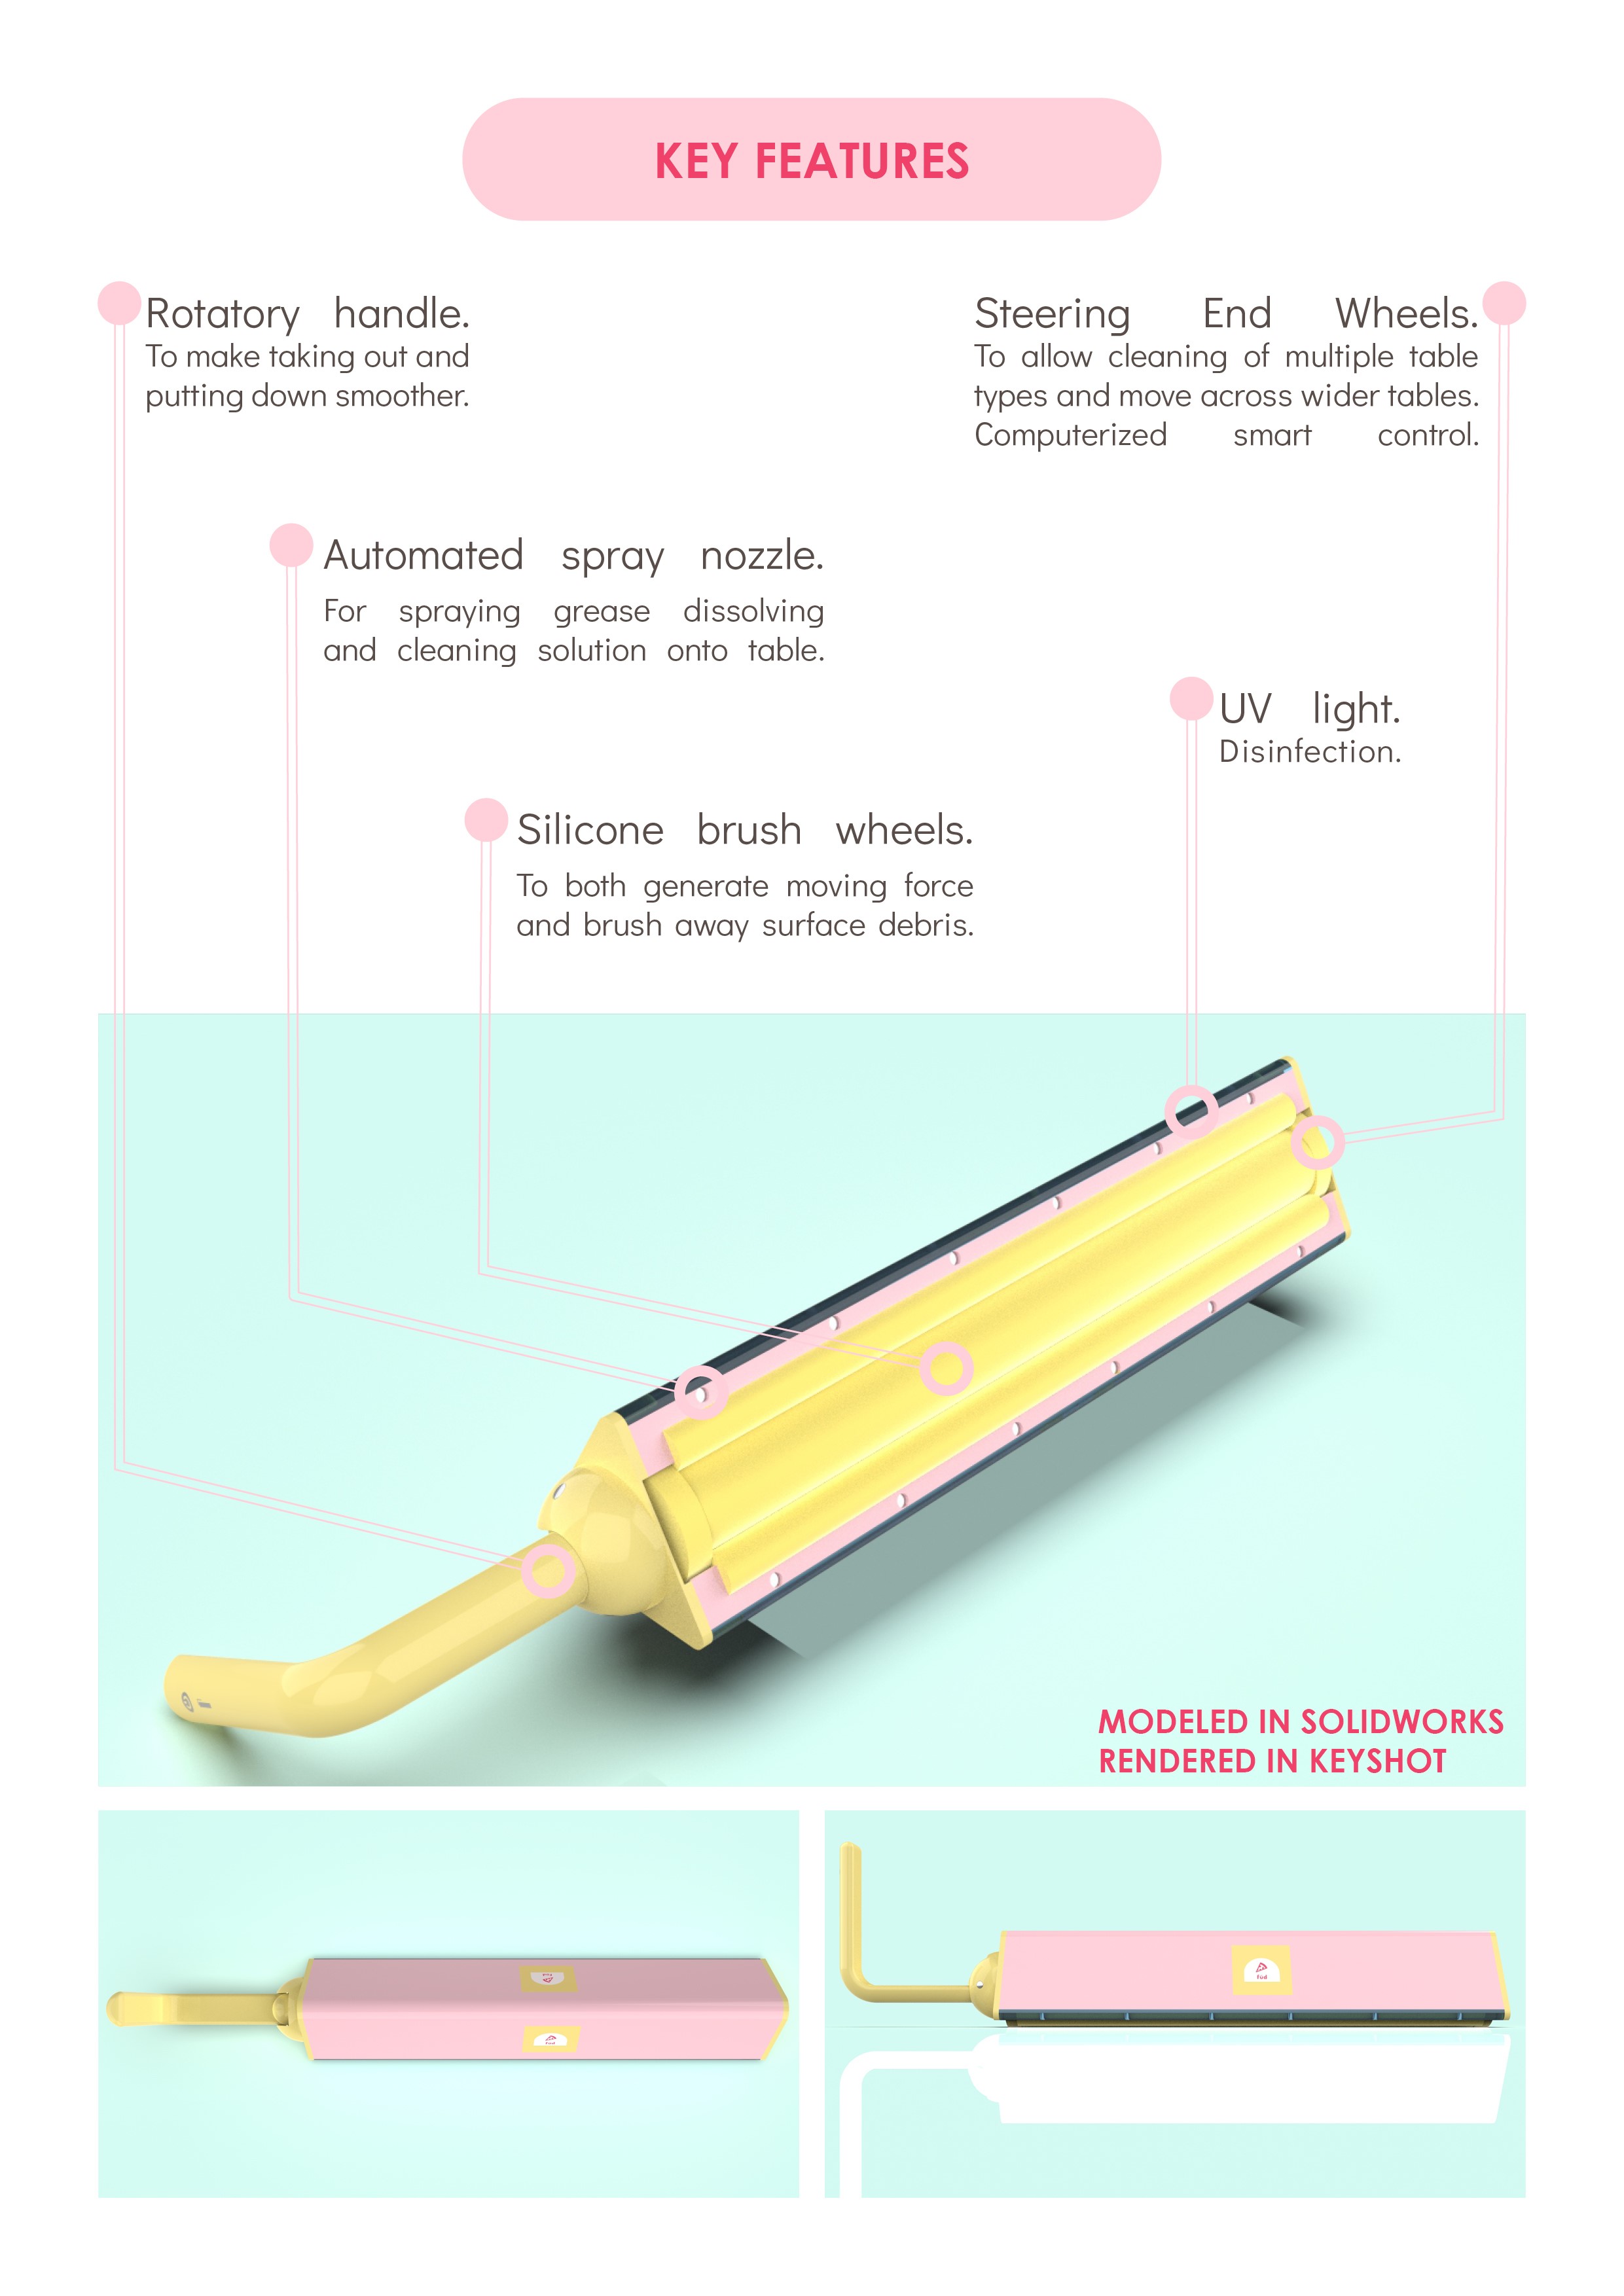 KEY FEATURES
Rotatory handle.
To make taking out and
putting down smoother.
Steering End Wheels.
To allow cleaning of multiple table
types and move across wider tables.
Computerized smart control.
Automated spray nozzle.
For spraying grease dissolving
and cleaning solution onto table.
UV light.
Disinfection.
Silicone brush wheels.
To both generate moving force
and brush away surface debris.
MODELED IN SOLIDWORKS
RENDERED IN KEYSHOT
füd